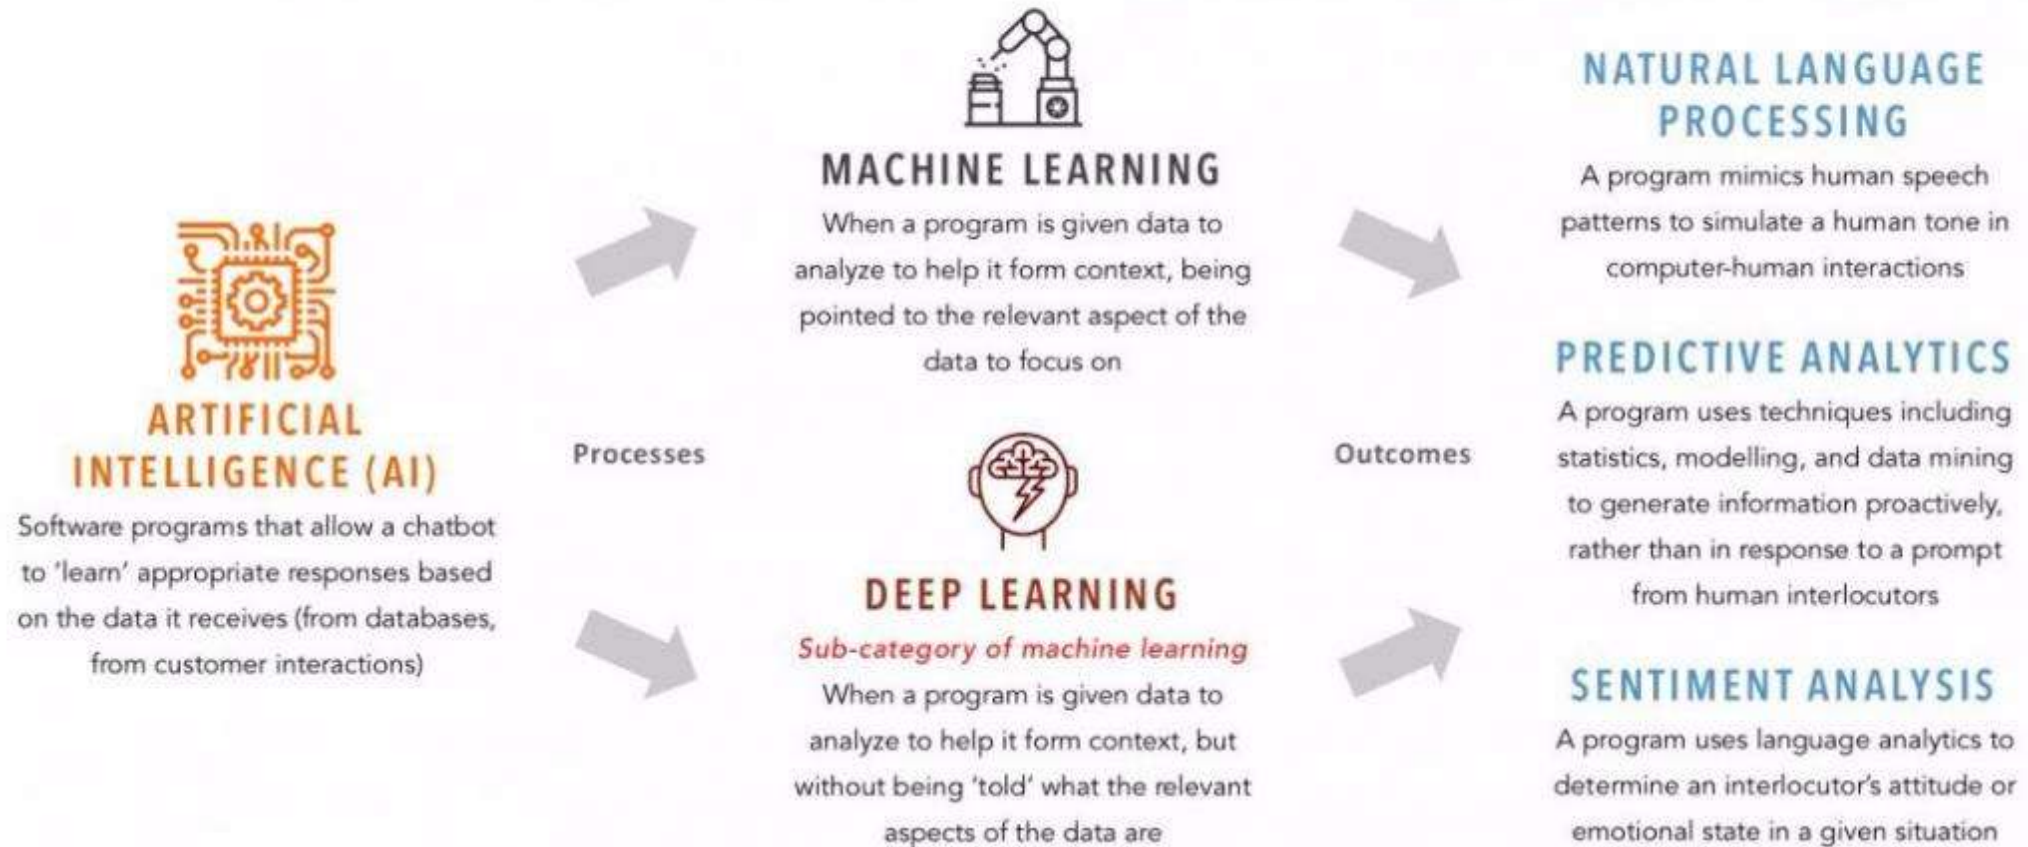 ARTIFICIAL
INTELLIGENCE (AI)
Software programs that allow a chatbot
to 'learn' appropriate responses based
on the data it receives (from databases,
from customer interactions)
Processes
MACHINE LEARNING
When a program is given data to
analyze to help it form context, being
pointed to the relevant aspect of the
data to focus on
DEEP LEARNING
Sub-category of machine learning
When a program is given data to
analyze to help it form context, but
without being 'told' what the relevant
aspects of the data are
Outcomes
NATURAL LANGUAGE
PROCESSING
A program mimics human speech
patterns to simulate a human tone in
computer-human interactions
PREDICTIVE ANALYTICS
A program uses techniques including
statistics, modelling, and data mining
to generate information proactively,
rather than in response to a prompt
from human interlocutors
SENTIMENT ANALYSIS
A program uses language analytics to
determine an interlocutor's attitude or
emotional state in a given situation